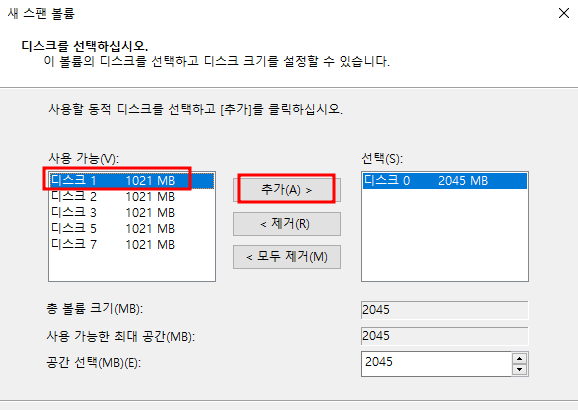 새 스팬 볼륨
디스크를 선택하십시오.
이 볼륨의 디스크를 선택하고 디스크 크기를 설정할 수 있습니다.
사용할 동적 디스크를 선택하고 [추가]를 클릭하십시오.
사용 가능(V): 선택(S):
디스크 1 1021 MB 추가(A) > 디스크 0 2045 MB
디스크 2 1021 MB
디스크 3 1021 MB < 제거(R)
디스크 5 1021 MB
디스크 7 1021 MB < 모두 제거(M)
총 볼륨 크기(MB): 2045
사용 가능한 최대 공간(MB): 2045
공간 선택(MB)(E): 2045